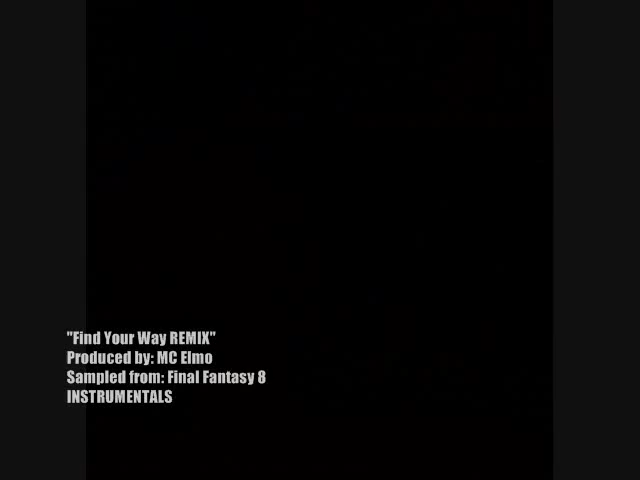 "Find Your Way REMIX"
Produced by: MC Elmo
Sampled from: Final Fantasy 8
INSTRUMENTALS